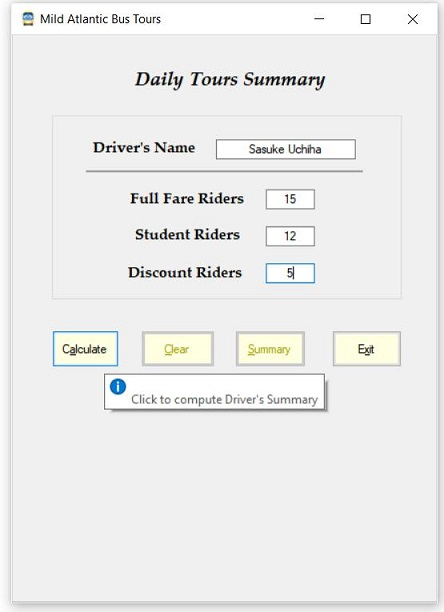 Mild Atlantic Bus Tours
Daily Tours Summary
Driver's Name Sasuke Uchiha
Full Fare Riders 15
Student Riders 12
Discount Riders 5
Calculate Clear Summary Exit
Click to compute Driver's Summary